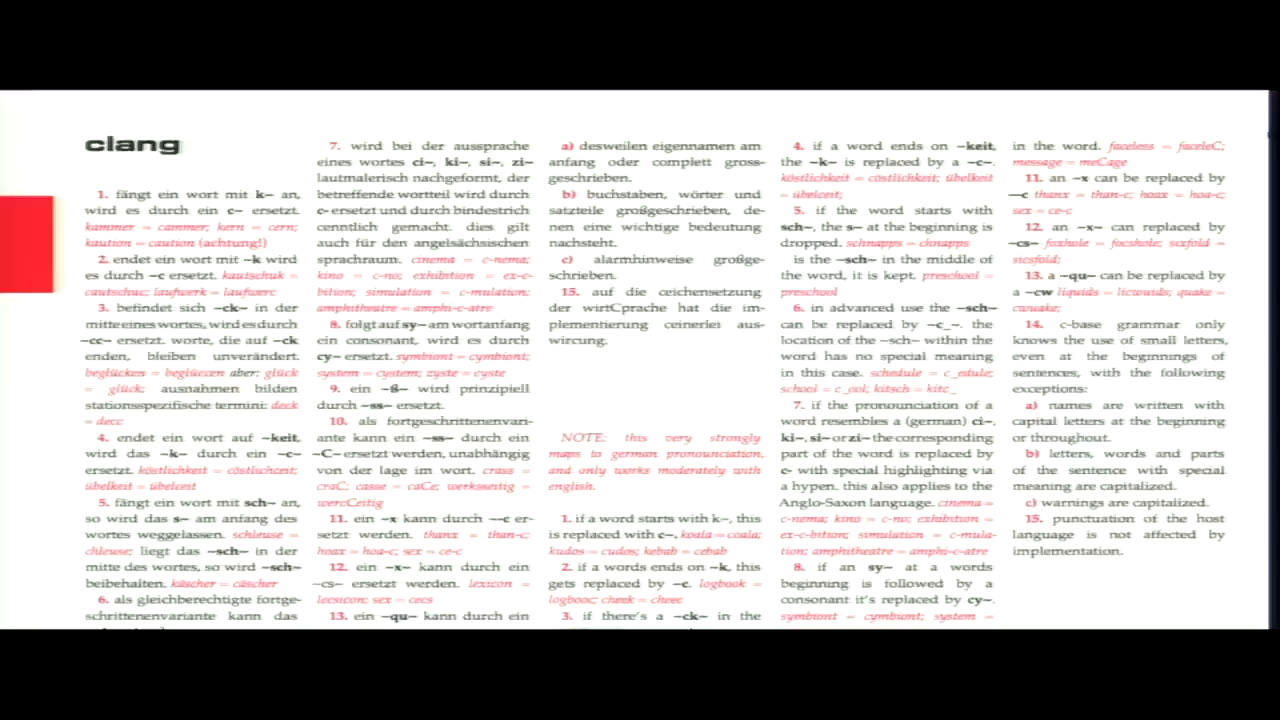 clang
1. fängt ein wort mit k~ an,
wird es durch ein c~ ersetzt.
kammer = cammer; kern = cern;
kaution = caution (achtung!)
2. endet ein wort mit ~k wird
es durch ~c ersetzt. kautschuk =
cautschuc; laufwerk = laufwerc
3. befindet sich ~ck~ in der
mitte eines wortes, wird es durch
~cc~ ersetzt. worte, die auf ~ck
enden, bleiben unverändert.
beglücken = beglüccen aber: glück
= glück; ausnahmen bilden
stationsspezifische termini: deck
= decc
4. endet ein wort auf ~keit,
wird das ~k~ durch ein ~c~
ersetzt. köstlichkeit = cöstlichceit;
übelkeit = übelceit
5. fängt ein wort mit sch~ an,
so wird das s~ am anfang des
wortes weggelassen. schleuse =
chleuse; liegt das ~sch~ in der
mitte des wortes, so wird ~sch~
beibehalten. käscher = cäscher
6. als gleichberechtigte fortge-
schrittenenvariante kann das
7. wird bei der aussprache
eines wortes ci~, ki~, si~, zi~
lautmalerisch nachgeformt, der
betreffende wortteil wird durch
c- ersetzt und durch bindestrich
cenntlich gemacht. dies gilt
auch für den angelsächsischen
sprachraum. cinema = c-nema;
kino = c-no; exhibition = ex-c-
bition; simulation = c-mulation;
amphitheatre = amphi-c-atre
8. folgt auf sy~ am wortanfang
ein consonant, wird es durch
cy~ ersetzt. symbiont = cymbiont;
system = cystem; zyste = cyste
9. ein ~ß~ wird prinzipiell
durch ~ss~ ersetzt.
10. als fortgeschrittenenvari-
ante kann ein ~ss~ durch ein
~C~ ersetzt werden, unabhängig
von der lage im wort. crass =
craC, casse = caCe; werksseitig =
wercCeitig
11. ein ~x kann durch ~-c er-
setzt werden. thanx = than-c;
hoax = hoa-c; sex = ce-c
12. ein ~x~ kann durch ein
~cs~ ersetzt werden. lexicon =
lecsicon; sex = cecs
13. ein ~qu~ kann durch ein
a) desweilen eigennamen am
anfang oder complett gross-
geschrieben.
b) buchstaben, wörter und
satzteile großgeschrieben, de-
nen eine wichtige bedeutung
nachsteht.
c) alarmhinweise großge-
schrieben.
15. auf die ceichensetzung
der wirtCprache hat die im-
plementierung ceinerlei aus-
wircung.
NOTE: this very strongly
maps to german pronounciation,
and only works moderately with
english.
1. if a word starts with k~, this
is replaced with c~. koala = coala;
kudos = cudos; kebab = cebab
2. if a words ends on ~k, this
gets replaced by ~c. logbook =
logbooc; cheek = cheec
3. if there's a ~ck~ in the
4. if a word ends on ~keit,
the ~k~ is replaced by a ~c~.
köstlichkeit = cöstlichkeit; übelkeit
= übelceit;
5. if the word starts with
sch~, the s~ at the beginning is
dropped. schnapps = chnapps
is the ~sch~ in the middle of
the word, it is kept. preschool =
preschool
6. in advanced use the ~sch~
can be replaced by ~c_~. the
location of the ~sch~ within the
word has no special meaning
in this case. schedule = c_edule;
school = c_ool; kitsch = kitc_
7. if the pronounciation of a
word resembles a (german) ci~,
ki~, si~ or zi~ the corresponding
part of the word is replaced by
c- with special highlighting via
a hypen. this also applies to the
Anglo-Saxon language. cinema =
c-nema; kino = c-no; exhibition =
ex-c-bition; simulation = c-mula-
tion; amphitheatre = amphi-c-atre
8. if an sy~ at a words
beginning is followed by a
consonant it's replaced by cy~.
symbiont = cymbiont; system =
in the word. faceless = faceleC;
message = meCage
11. an ~x can be replaced by
~-c thanx = than-c; hoax = hoa-c;
sex = ce-c
12. an ~x~ can replaced by
~cs~ foxhole = focshole; sixfold =
sicsfold;
13. a ~qu~ can be replaced by
a ~cw liquids = licwuids; quake =
cwuake;
14. c-base grammar only
knows the use of small letters,
even at the beginnings of
sentences, with the following
exceptions:
a) names are written with
capital letters at the beginning
or throughout.
b) letters, words and parts
of the sentence with special
meaning are capitalized.
c) warnings are capitalized.
15. punctuation of the host
language is not affected by
implementation.